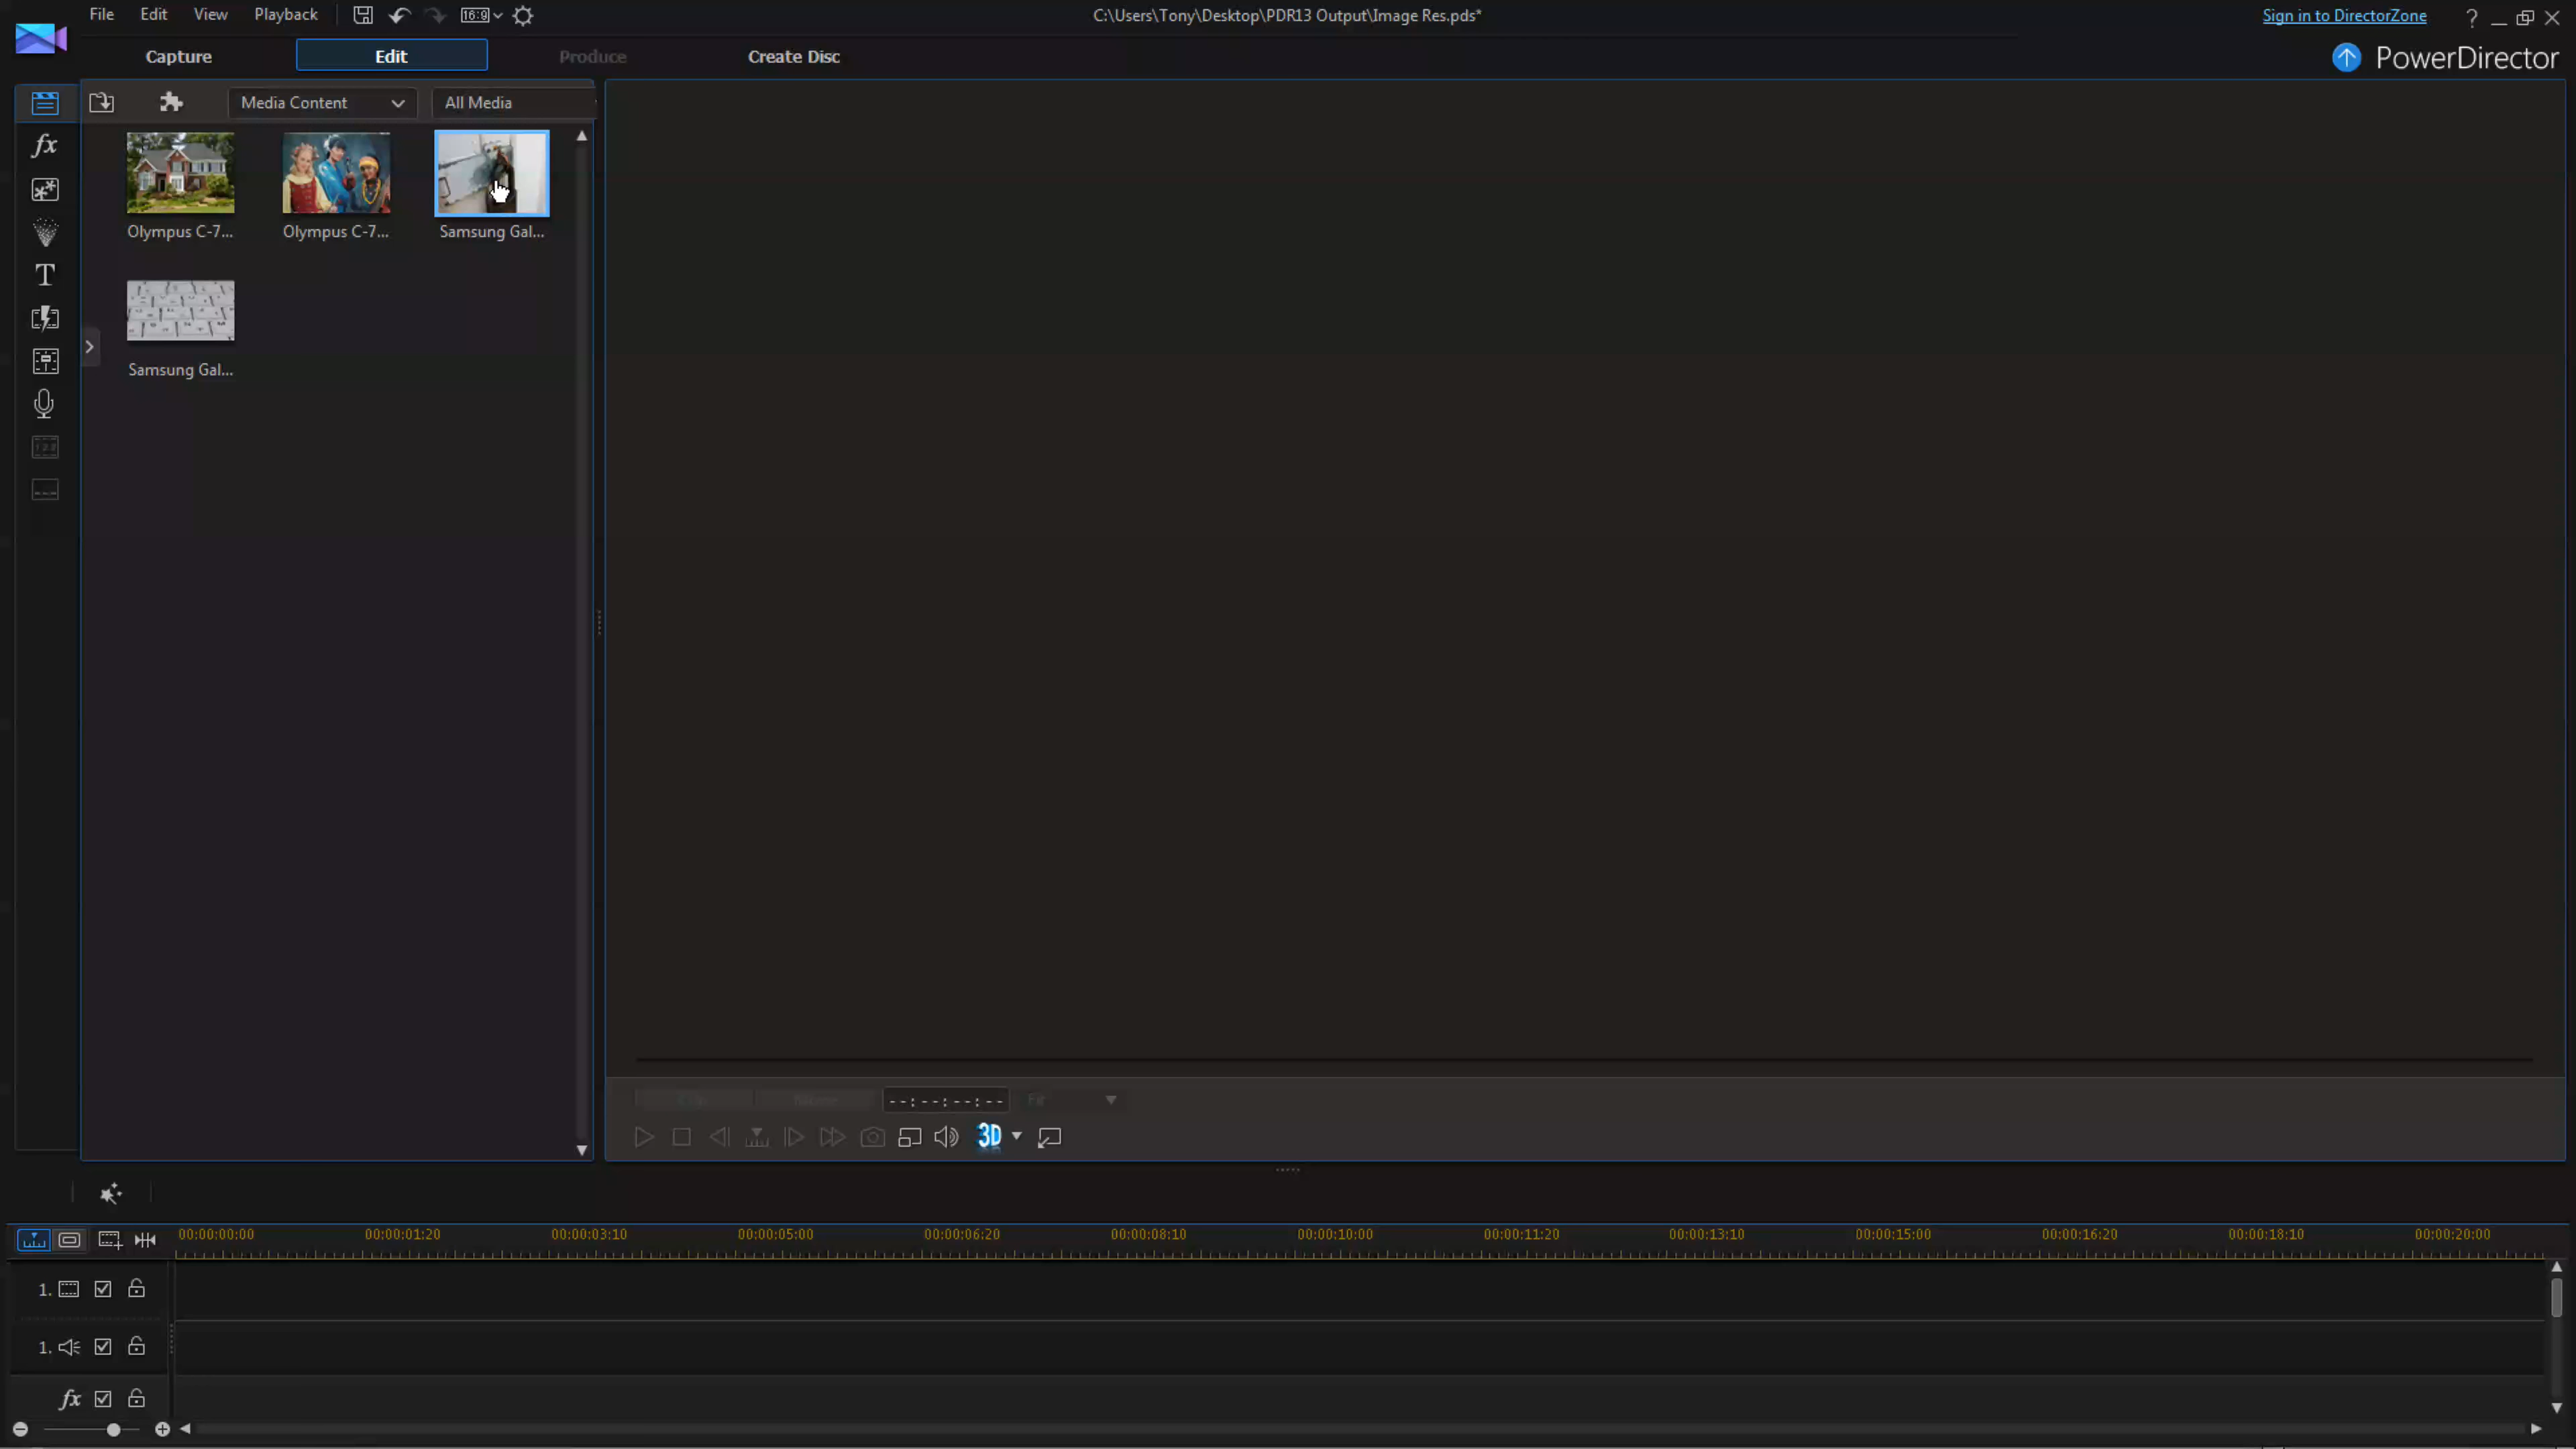 File Edit View Playback 16:9 C:\Users\Tony\Desktop\PDR13 Output\Image Res.pds* Sign in to DirectorZone ?
Capture Edit Produce Create Disc PowerDirector
Media Content All Media
fx
Olympus C-7... Olympus C-7... Samsung Gal...
T
Samsung Gal...
--:--:--:-- Fit
3D
00:00:00:00 00:00:01:20 00:00:03:10 00:00:05:00 00:00:06:20 00:00:08:10 00:00:10:00 00:00:11:20 00:00:13:10 00:00:15:00 00:00:16:20 00:00:18:10 00:00:20:00
1.
1.
fx